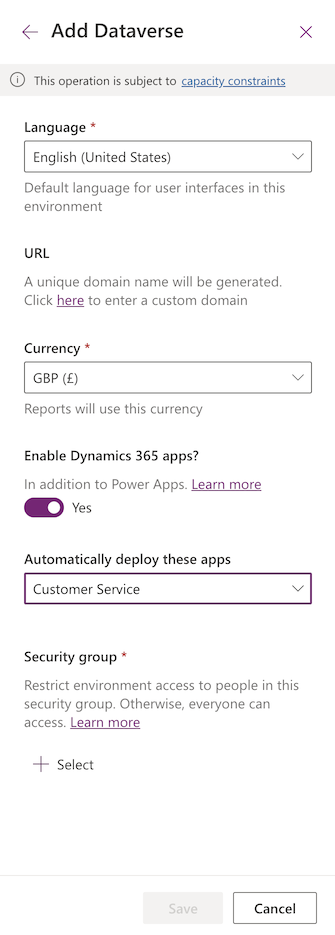 Add Dataverse
This operation is subject to capacity constraints
Language *
English (United States)
Default language for user interfaces in this
environment
URL
A unique domain name will be generated.
Click here to enter a custom domain
Currency *
GBP (£)
Reports will use this currency
Enable Dynamics 365 apps?
In addition to Power Apps. Learn more
Yes
Automatically deploy these apps
Customer Service
Security group *
Restrict environment access to people in this
security group. Otherwise, everyone can
access. Learn more
Select
Save
Cancel